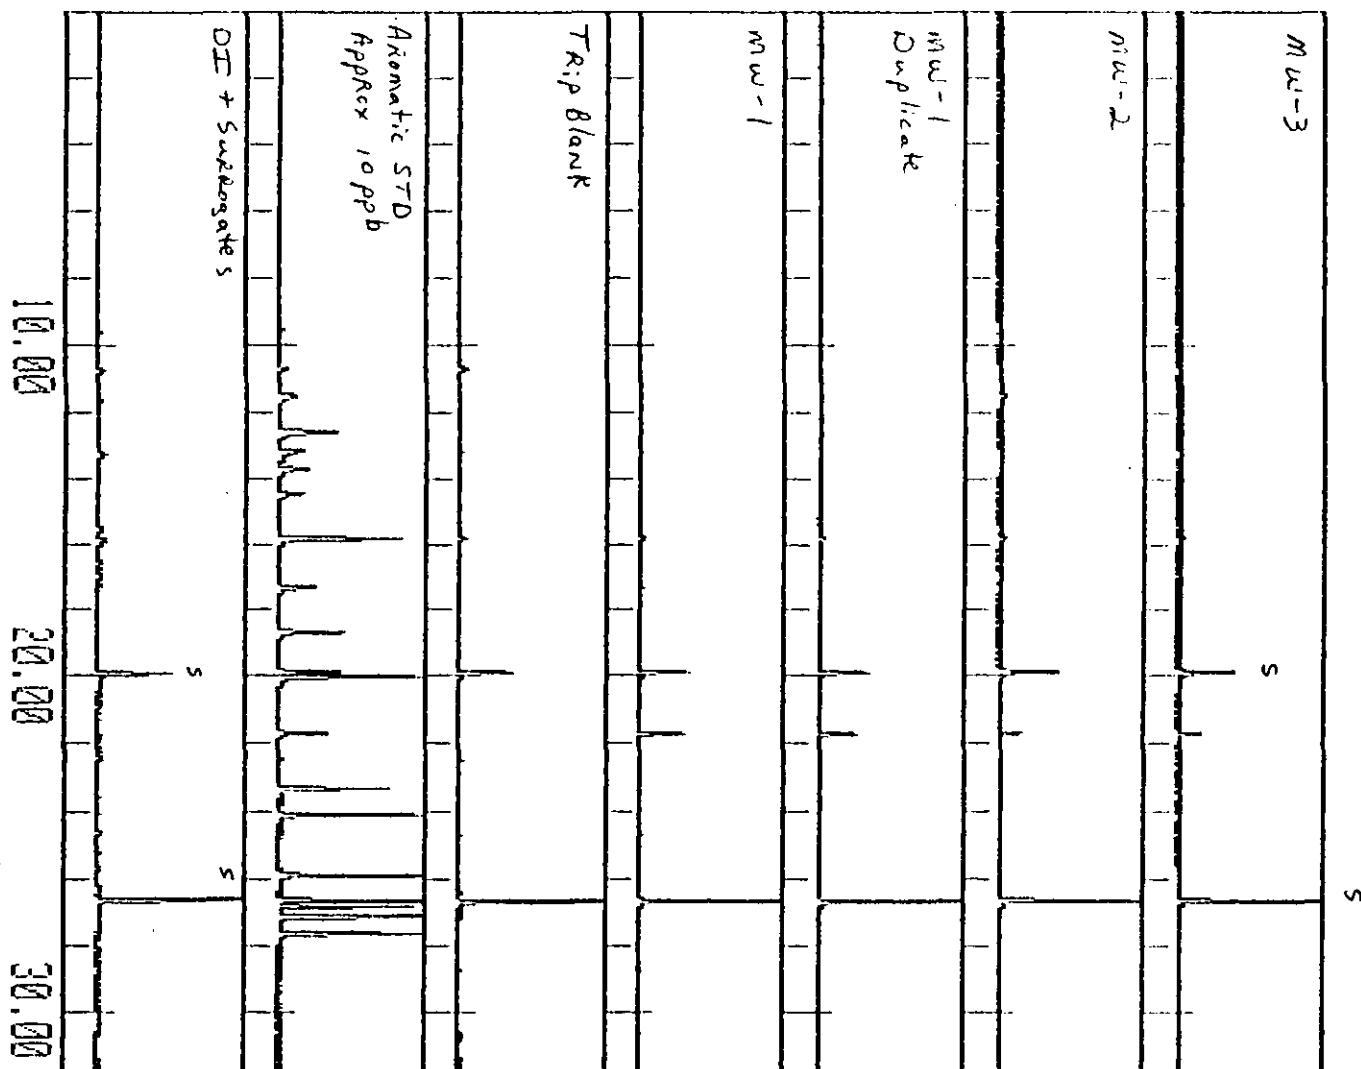 MW-3
S
S
MW-2
MW-1
Duplicate
MW-1
TRip BlanK
ARomatic STD
AppRox 10 ppb
DI + SuRRogates
S
S
10.00
20.00
30.00